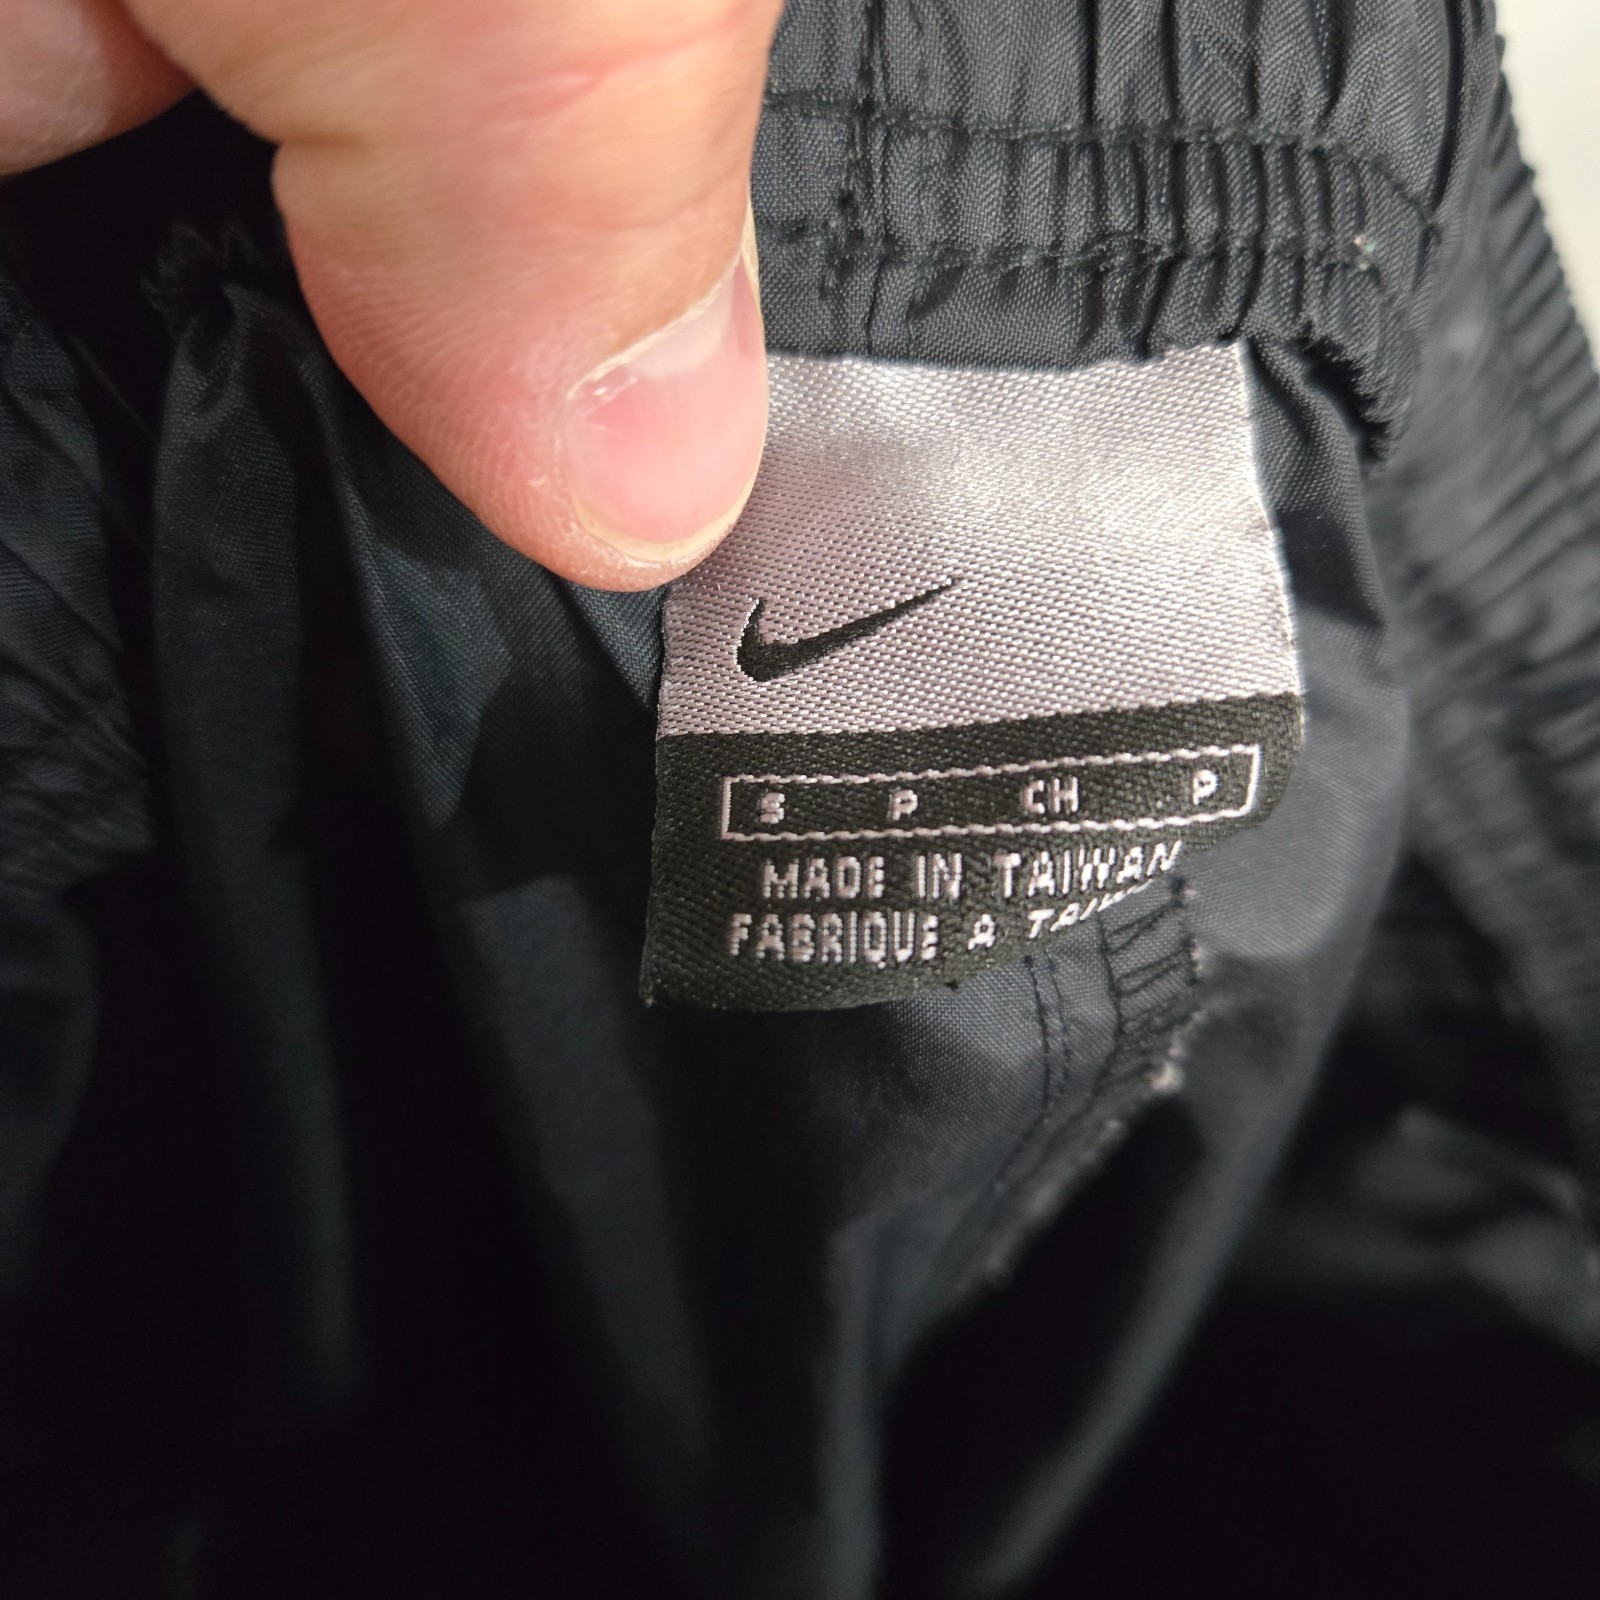 S P CH P
MADE IN TAIWAN
FABRIQUE A